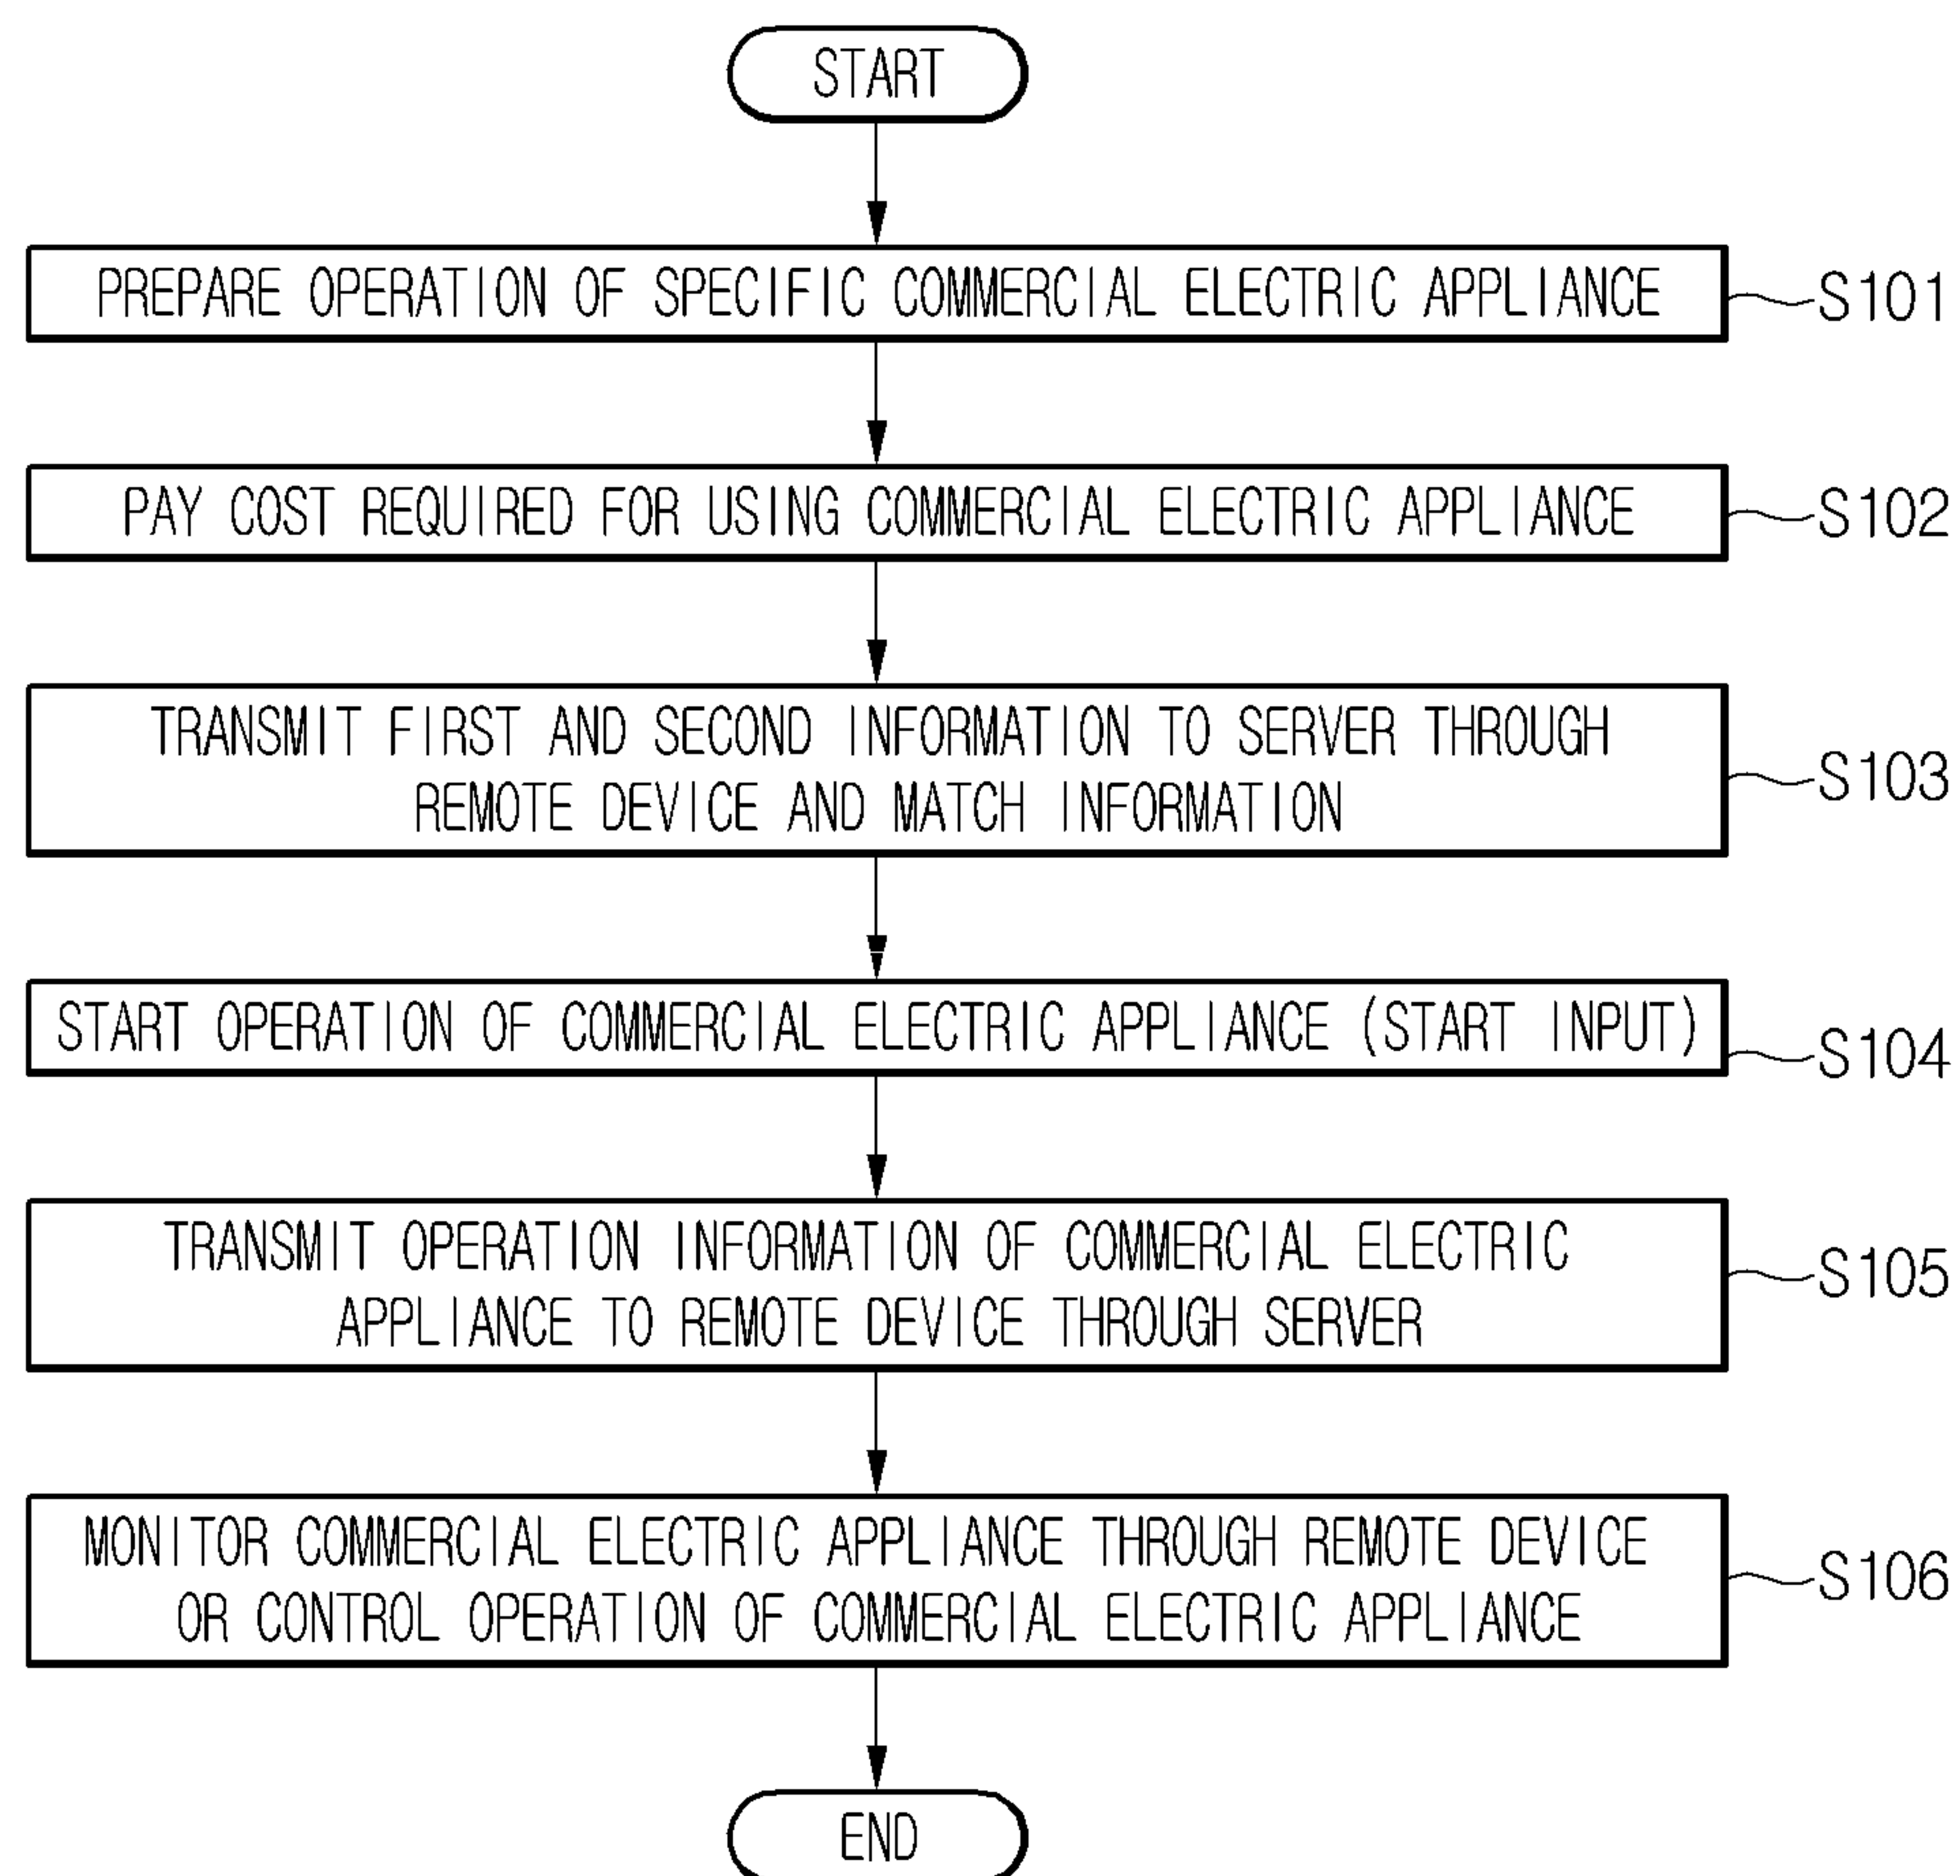 START
PREPARE OPERATION OF SPECIFIC COMMERCIAL ELECTRIC APPLIANCE
S101
PAY COST REQUIRED FOR USING COMMERCIAL ELECTRIC APPLIANCE
S102
TRANSMIT FIRST AND SECOND INFORMATION TO SERVER THROUGH
REMOTE DEVICE AND MATCH INFORMATION
S103
START OPERATION OF COMMERCIAL ELECTRIC APPLIANCE (START INPUT)
S104
TRANSMIT OPERATION INFORMATION OF COMMERCIAL ELECTRIC
APPLIANCE TO REMOTE DEVICE THROUGH SERVER
S105
MONITOR COMMERCIAL ELECTRIC APPLIANCE THROUGH REMOTE DEVICE
OR CONTROL OPERATION OF COMMERCIAL ELECTRIC APPLIANCE
S106
END